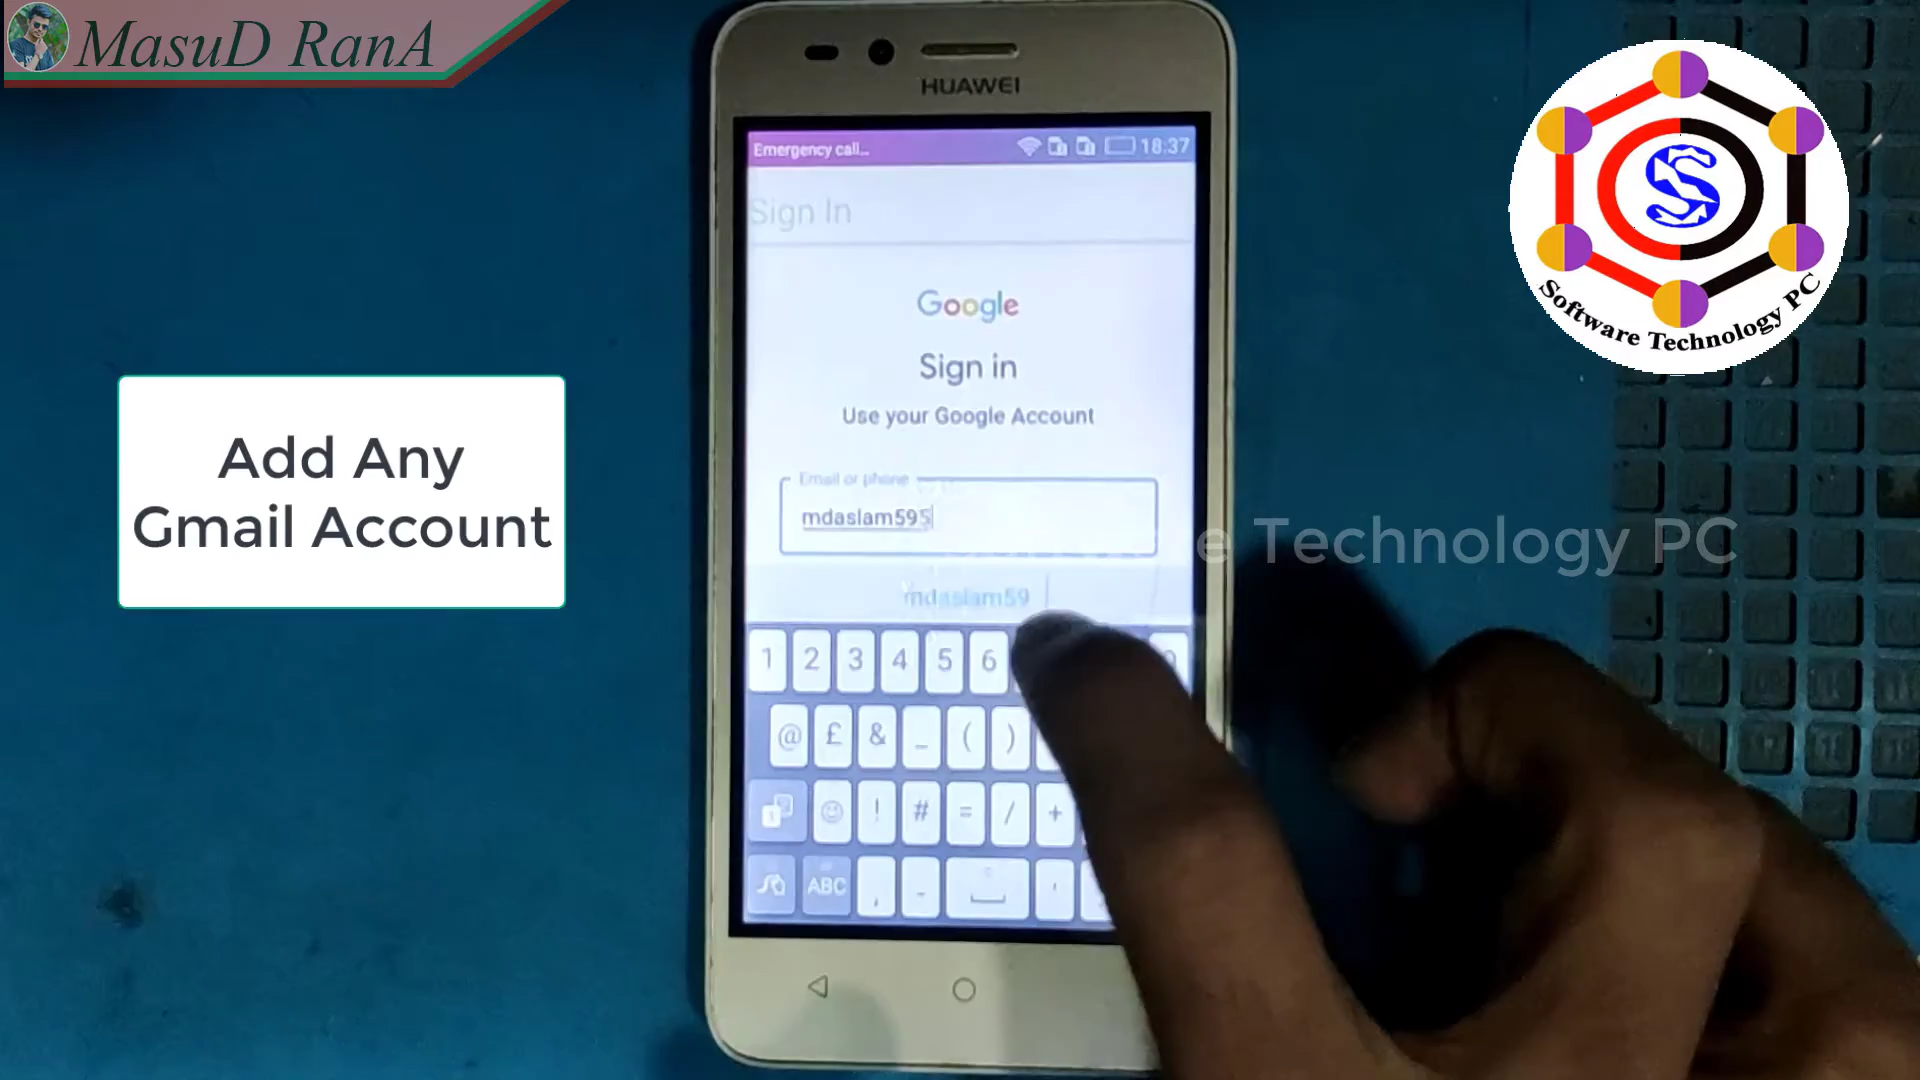 MasuD RanA
HUAWEI
Emergency call...
18:37
Sign In
Google
Sign in
Use your Google Account
Email or phone
mdaslam595
mdaslam59
1 2 3 4 5 6
@ £ & _ ( )
! # = / +
ABC , - '
Add Any
Gmail Account
S
Software Technology PC
Technology PC